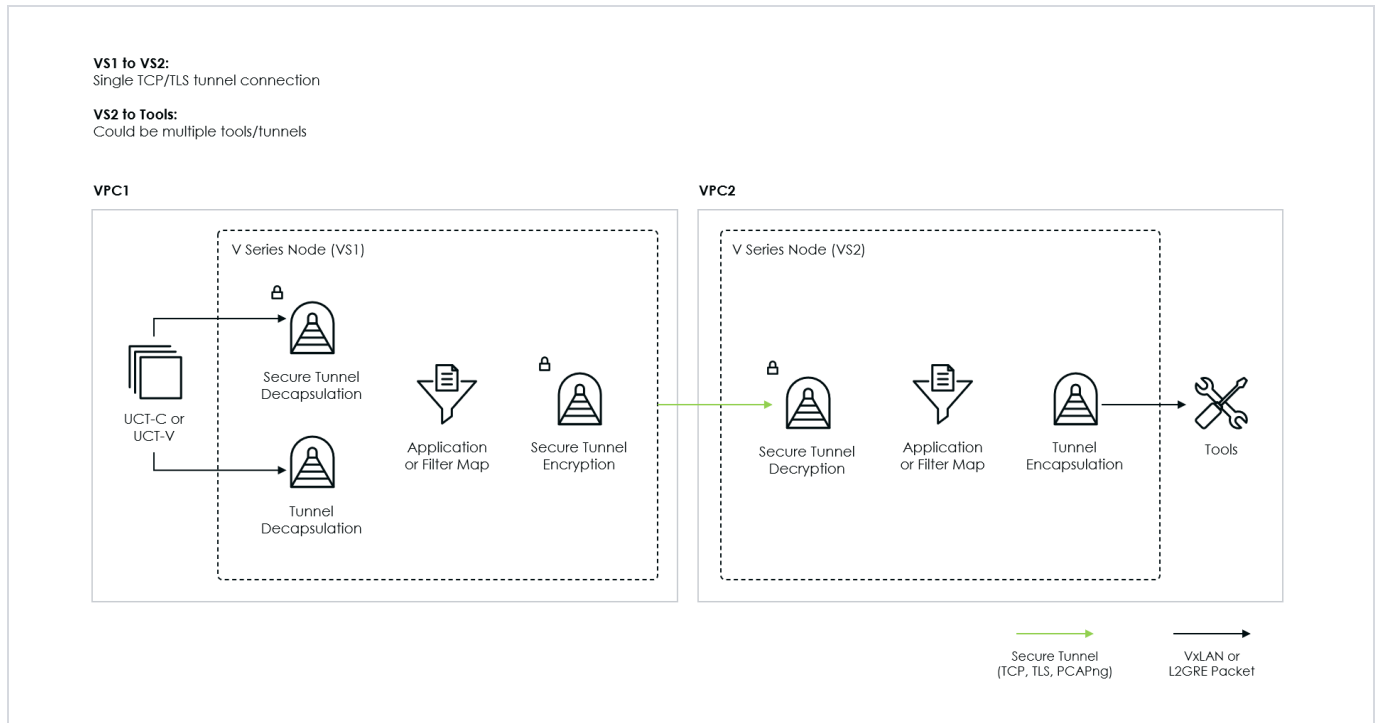 VS1 to VS2:
Single TCP/TLS tunnel connection
VS2 to Tools:
Could be multiple tools/tunnels
VPC1
V Series Node (VS1)
UCT-C or
UCT-V
Secure Tunnel
Decapsulation
Tunnel
Decapsulation
Application
or Filter Map
Secure Tunnel
Encryption
VPC2
V Series Node (VS2)
Secure Tunnel
Decryption
Application
or Filter Map
Tunnel
Encapsulation
Tools
Secure Tunnel
(TCP, TLS, PCAPng)
VxLAN or
L2GRE Packet